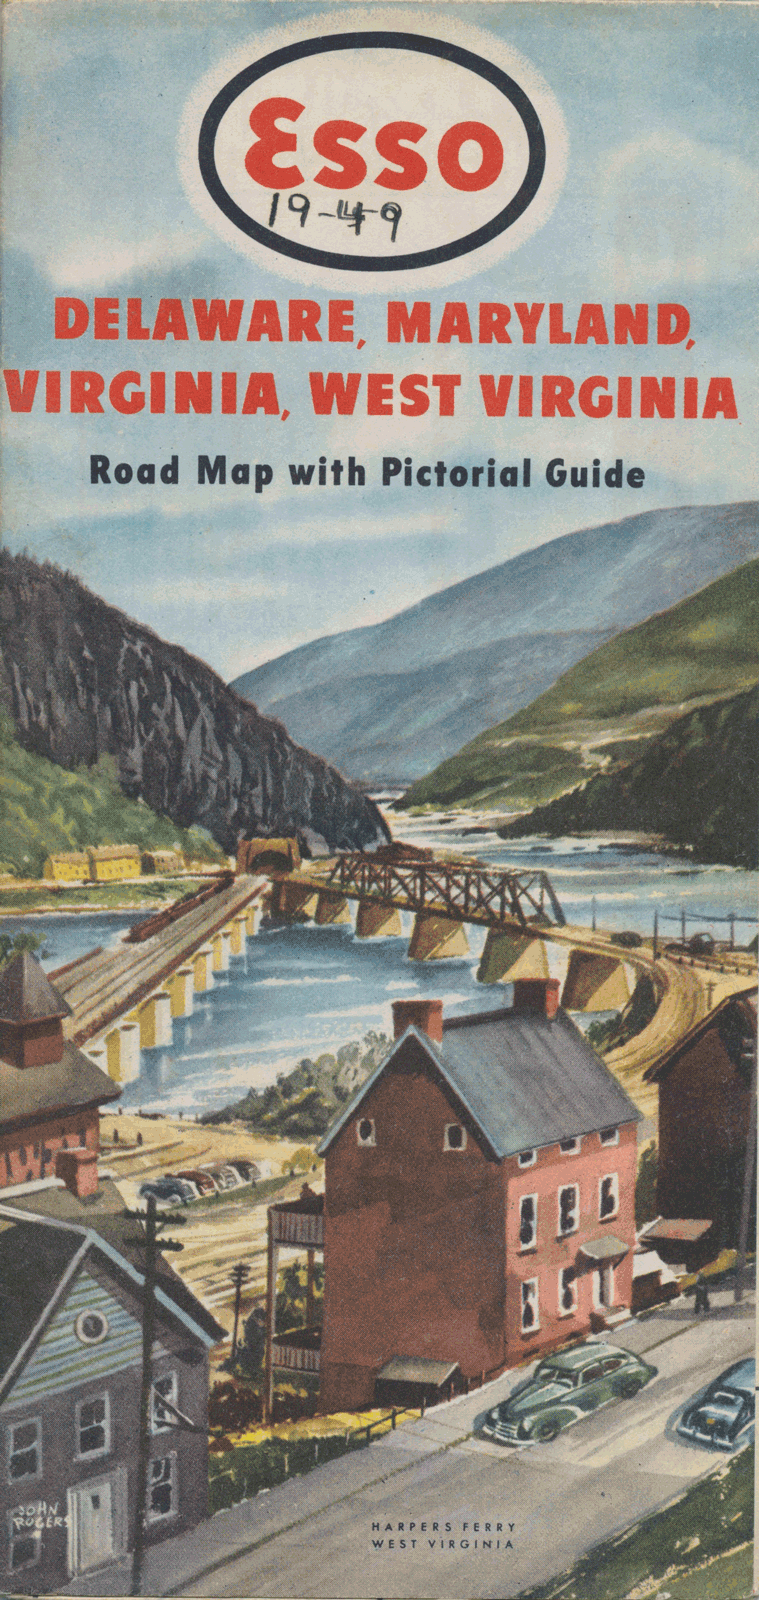 Esso
19-49
DELAWARE, MARYLAND,
VIRGINIA, WEST VIRGINIA
Road Map with Pictorial Guide
JOHN
ROGERS
HARPERS FERRY
WEST VIRGINIA